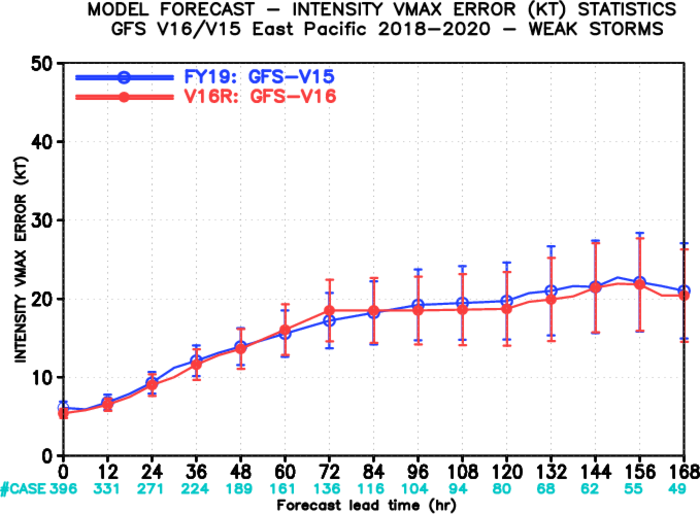 MODEL FORECAST – INTENSITY VMAX ERROR (KT) STATISTICS
GFS V16/V15 East Pacific 2018–2020 – WEAK STORMS
FY19: GFS–V15
V16R: GFS–V16
INTENSITY VMAX ERROR (KT)
50
40
30
20
10
0
0 12 24 36 48 60 72 84 96 108 120 132 144 156 168
#CASE 396 331 271 224 189 161 136 116 104 94 80 68 62 55 49
Forecast lead time (hr)